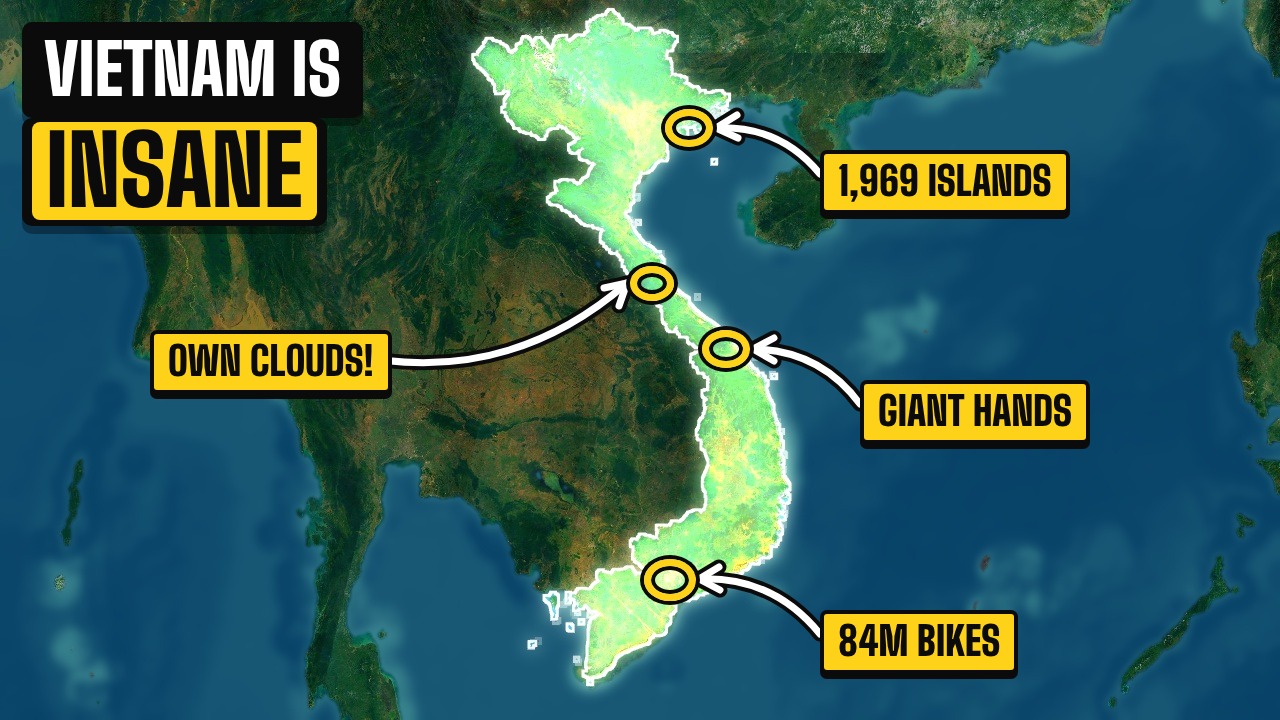 VIETNAM IS
INSANE
1,969 ISLANDS
OWN CLOUDS!
GIANT HANDS
84M BIKES